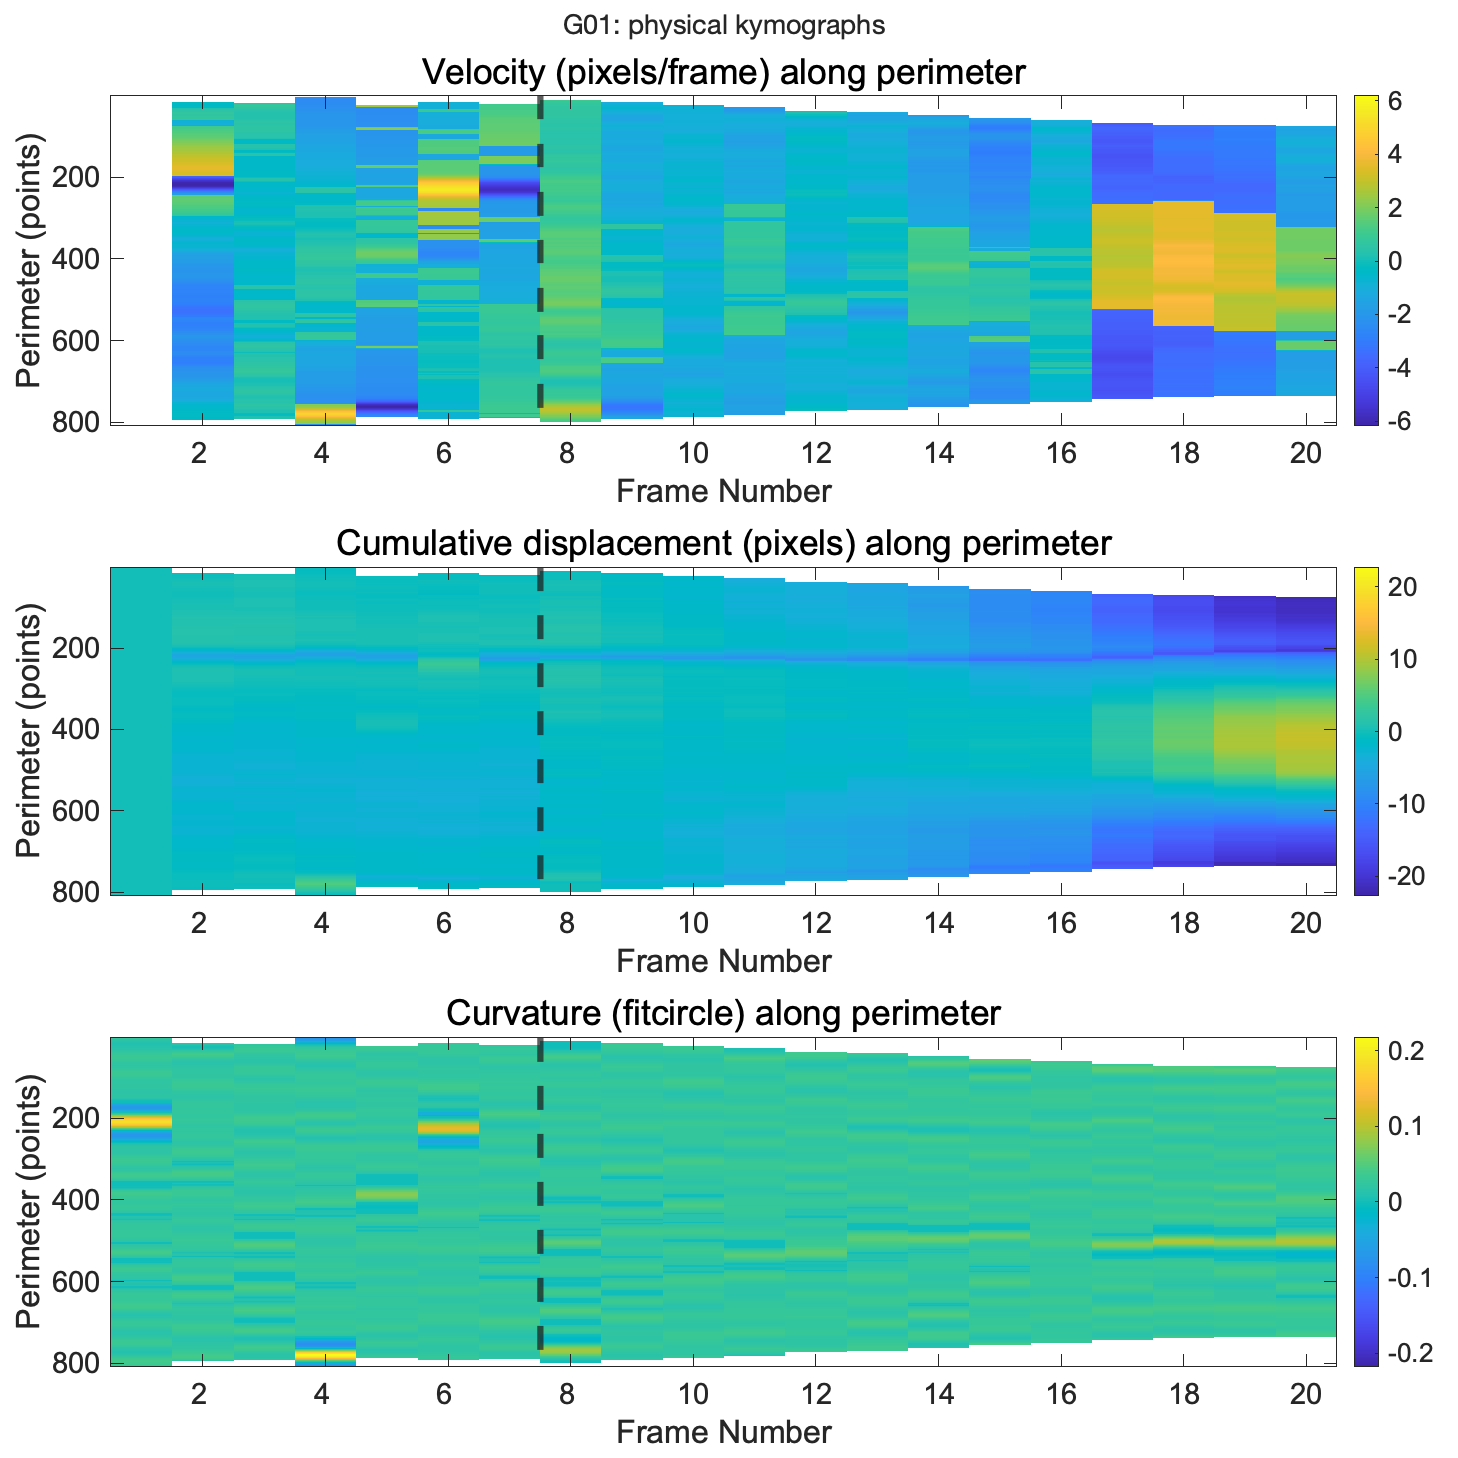 G01: physical kymographs
Velocity (pixels/frame) along perimeter
Perimeter (points)
200
400
600
800
2 4 6 8 10 12 14 16 18 20
Frame Number
6
4
2
0
-2
-4
-6
Cumulative displacement (pixels) along perimeter
Perimeter (points)
200
400
600
800
2 4 6 8 10 12 14 16 18 20
Frame Number
20
10
0
-10
-20
Curvature (fitcircle) along perimeter
Perimeter (points)
200
400
600
800
2 4 6 8 10 12 14 16 18 20
Frame Number
0.2
0.1
0
-0.1
-0.2